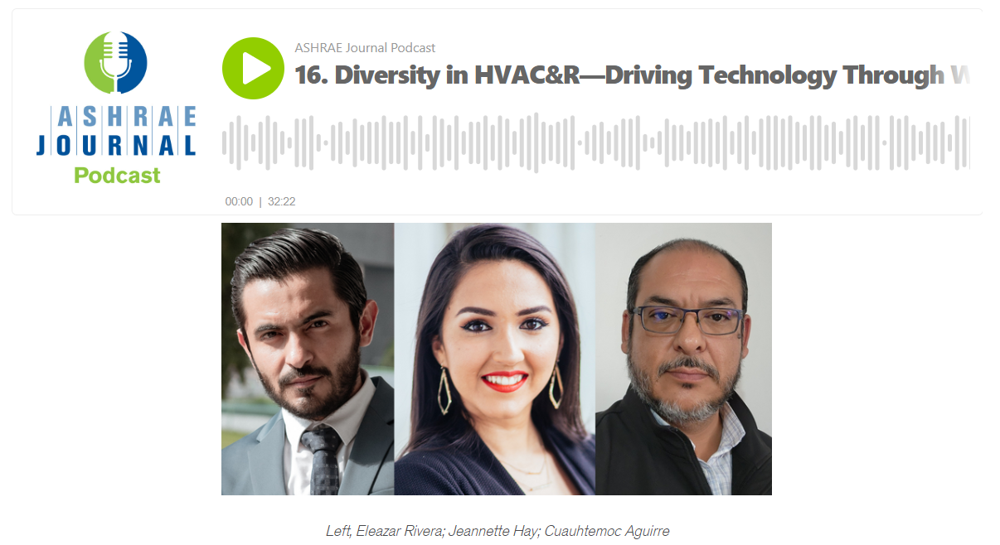 ASHRAE
JOURNAL
Podcast
ASHRAE Journal Podcast
16. Diversity in HVAC&R—Driving Technology Through W
00:00 | 32:22
Left, Eleazar Rivera; Jeannette Hay; Cuauhtemoc Aguirre